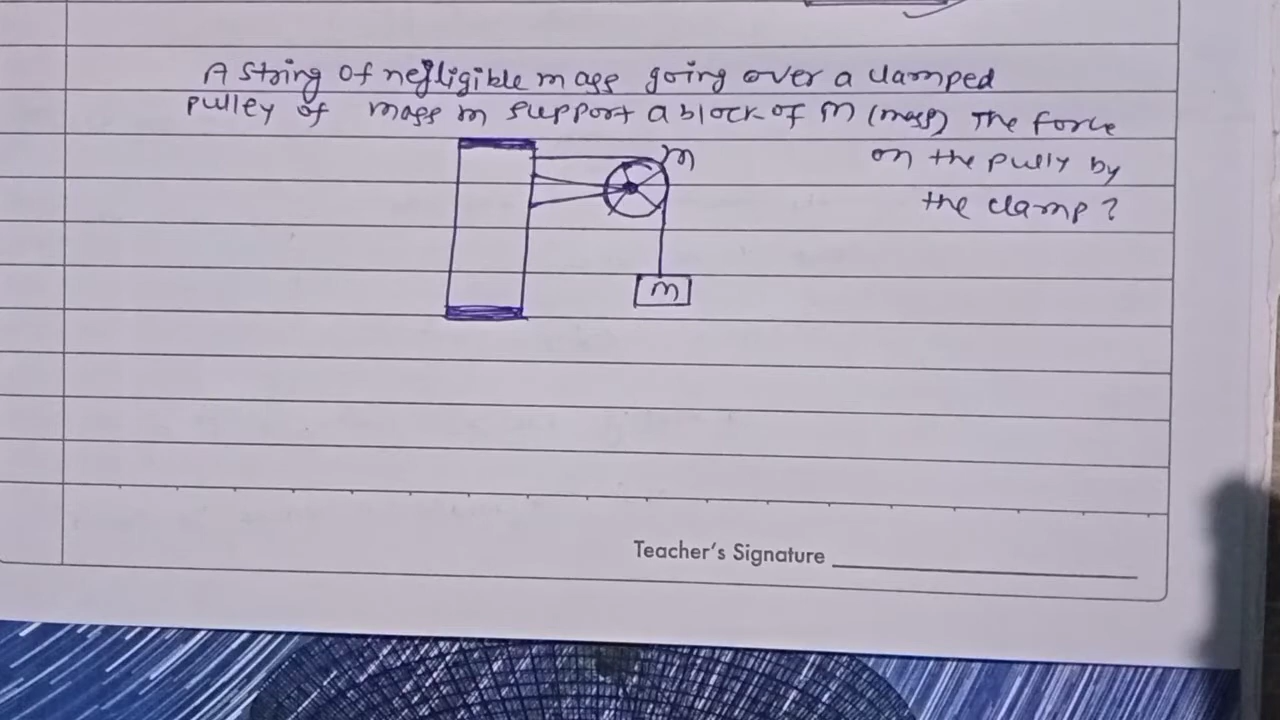 A string of negligible mass going over a clamped
pulley of mass m support a block of M (mass) The force
on the pully by
the clamp?
m
m
Teacher's Signature